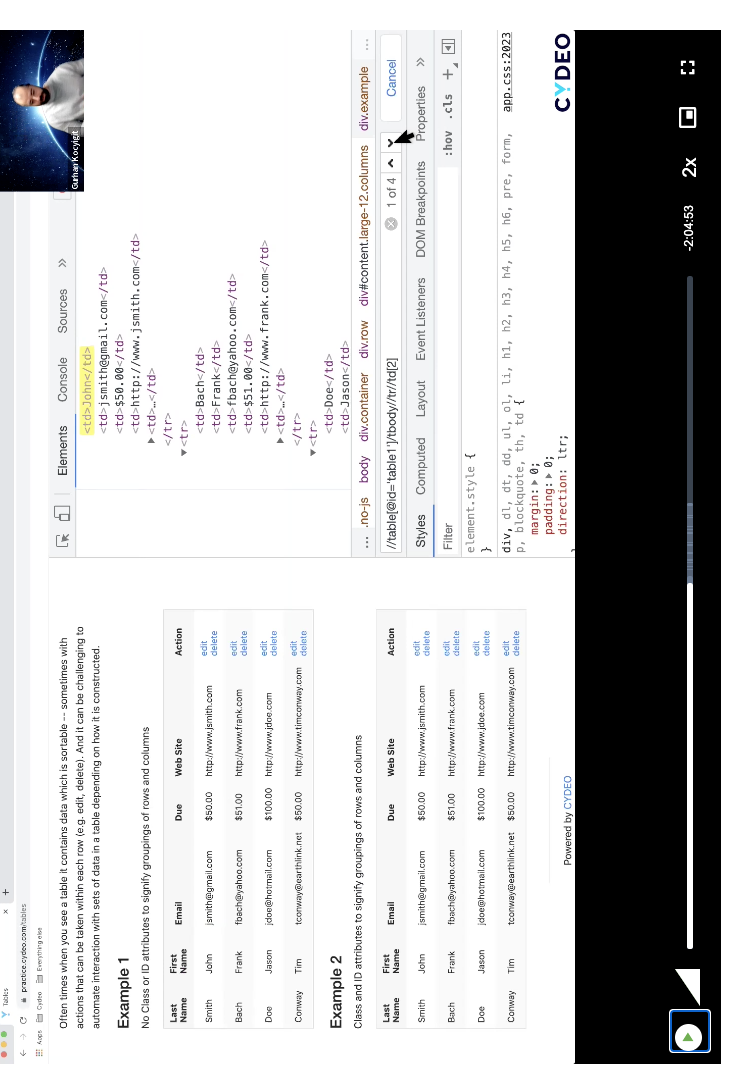 Tables
×
+
practice.cydeo.com/tables
Apps
Cydeo
Everything else
Often times when you see a table it contains data which is sortable -- sometimes with
actions that can be taken within each row (e.g. edit, delete). And it can be challenging to
automate interaction with sets of data in a table depending on how it is constructed.
Example 1
No Class or ID attributes to signify groupings of rows and columns
Last Name First Name Email Due Web Site Action
Smith John jsmith@gmail.com $50.00 http://www.jsmith.com edit delete
Bach Frank fbach@yahoo.com $51.00 http://www.frank.com edit delete
Doe Jason jdoe@hotmail.com $100.00 http://www.jdoe.com edit delete
Conway Tim tconway@earthlink.net $50.00 http://www.timconway.com edit delete
Example 2
Class and ID attributes to signify groupings of rows and columns
Last Name First Name Email Due Web Site Action
Smith John jsmith@gmail.com $50.00 http://www.jsmith.com edit delete
Bach Frank fbach@yahoo.com $51.00 http://www.frank.com edit delete
Doe Jason jdoe@hotmail.com $100.00 http://www.jdoe.com edit delete
Conway Tim tconway@earthlink.net $50.00 http://www.timconway.com edit delete
Powered by CYDEO
Elements Console Sources »
<td>John</td>
<td>jsmith@gmail.com</td>
<td>$50.00</td>
<td>http://www.jsmith.com</td>
▶<td>…</td>
</tr>
▼<tr>
<td>Bach</td>
<td>Frank</td>
<td>fbach@yahoo.com</td>
<td>$51.00</td>
<td>http://www.frank.com</td>
▶<td>…</td>
</tr>
▼<tr>
<td>Doe</td>
<td>Jason</td>
… .no-js body div.container div.row div#content.large-12.columns div.example …
//table[@id='table1']/tbody//tr//td[2] 1 of 4 Cancel
Styles Computed Layout Event Listeners DOM Breakpoints Properties »
Filter :hov .cls +
element.style {
}
app.css:2023
div, dl, dt, dd, ul, ol, li, h1, h2, h3, h4, h5, h6, pre, form,
p, blockquote, th, td {
margin: ▶ 0;
padding: ▶ 0;
direction: ltr;
Gurhan Kocyigit
CYDEO
-2:04:53
2x